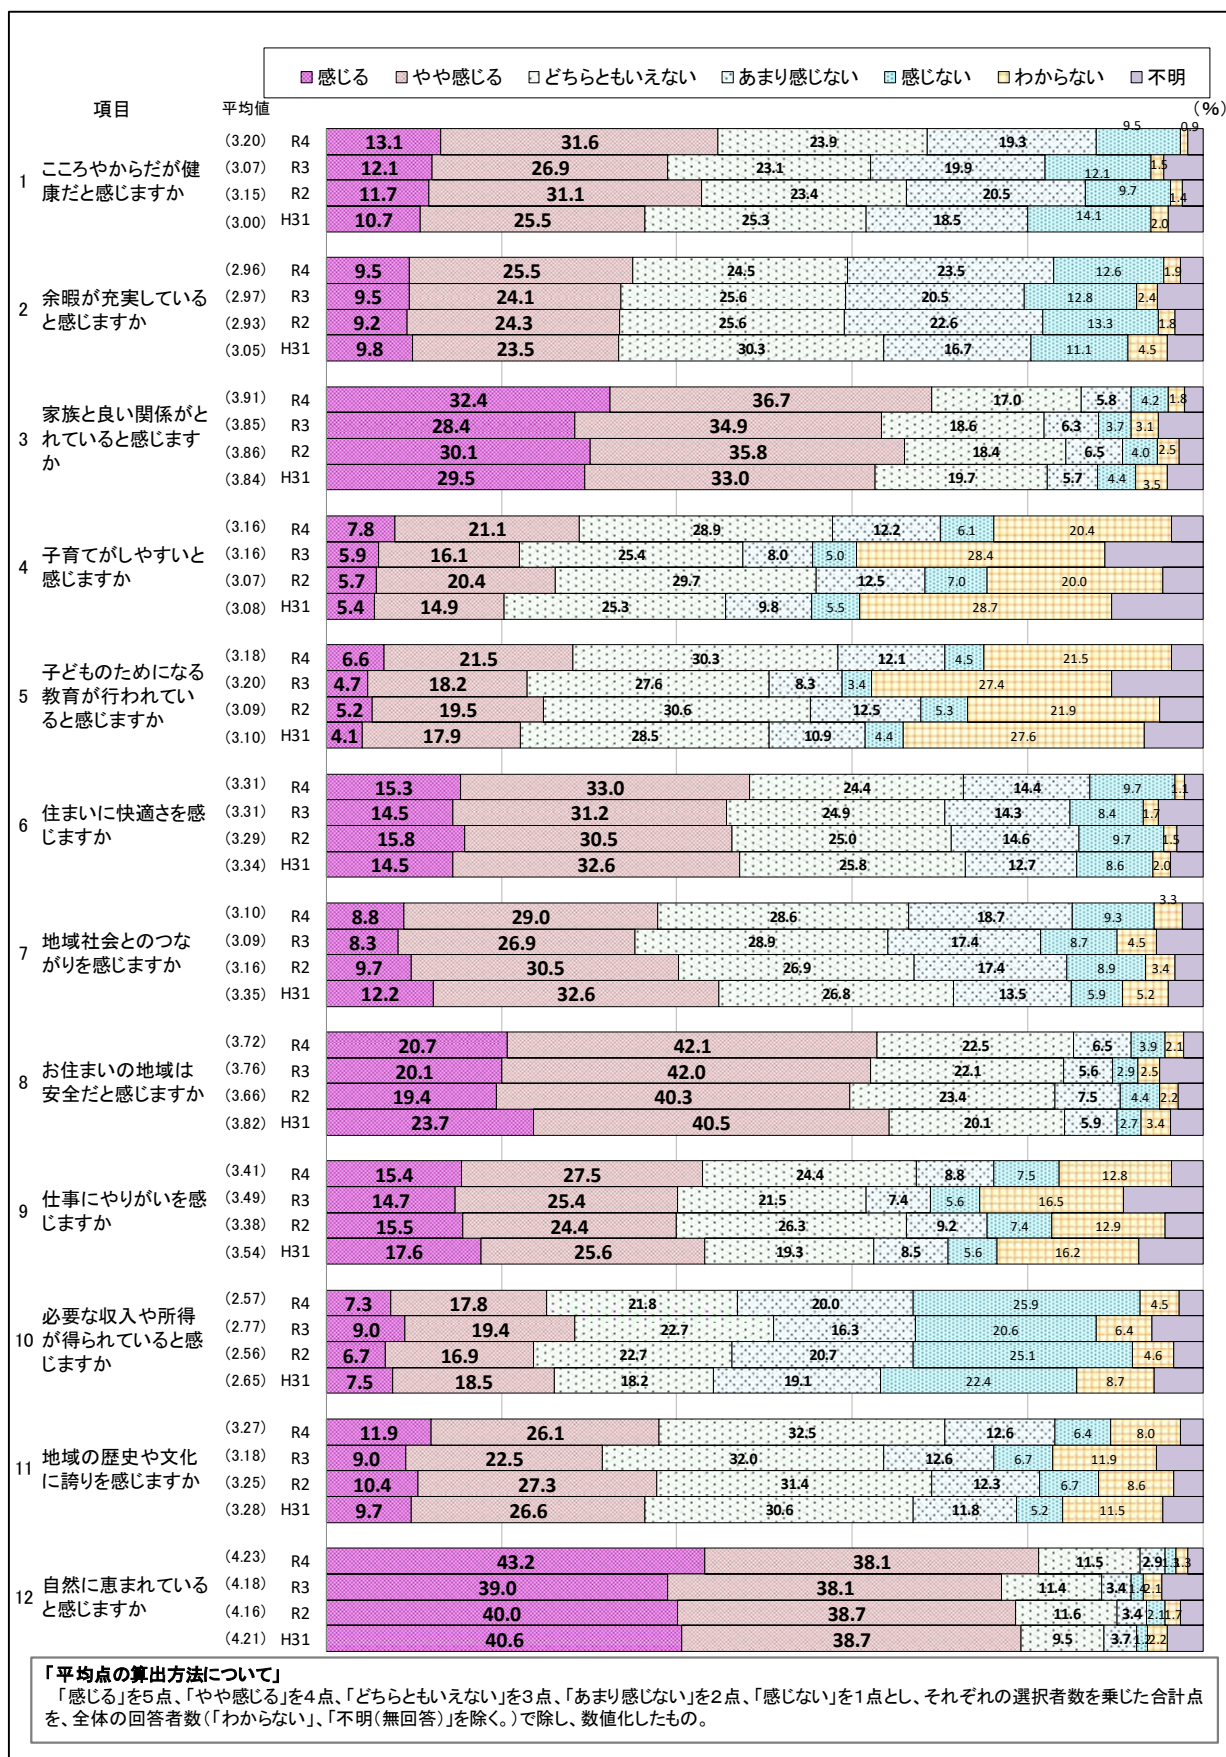 感じる やや感じる どちらともいえない あまり感じない 感じない わからない 不明
項目 平均値 (%)
1 こころやからだが健
康だと感じますか
(3.20) R4 13.1 31.6 23.9 19.3 9.5 0.9
(3.07) R3 12.1 26.9 23.1 19.9 12.1 1.5
(3.15) R2 11.7 31.1 23.4 20.5 9.7 1.4
(3.00) H31 10.7 25.5 25.3 18.5 14.1 2.0
2 余暇が充実している
と感じますか
(2.96) R4 9.5 25.5 24.5 23.5 12.6 1.9
(2.97) R3 9.5 24.1 25.6 20.5 12.8 2.4
(2.93) R2 9.2 24.3 25.6 22.6 13.3 1.8
(3.05) H31 9.8 23.5 30.3 16.7 11.1 4.5
3 家族と良い関係がと
れていると感じます
か
(3.91) R4 32.4 36.7 17.0 5.8 4.2 1.8
(3.85) R3 28.4 34.9 18.6 6.3 3.7 3.1
(3.86) R2 30.1 35.8 18.4 6.5 4.0 2.5
(3.84) H31 29.5 33.0 19.7 5.7 4.4 3.5
4 子育てがしやすいと
感じますか
(3.16) R4 7.8 21.1 28.9 12.2 6.1 20.4
(3.16) R3 5.9 16.1 25.4 8.0 5.0 28.4
(3.07) R2 5.7 20.4 29.7 12.5 7.0 20.0
(3.08) H31 5.4 14.9 25.3 9.8 5.5 28.7
5 子どものためになる
教育が行われてい
ると感じますか
(3.18) R4 6.6 21.5 30.3 12.1 4.5 21.5
(3.20) R3 4.7 18.2 27.6 8.3 3.4 27.4
(3.09) R2 5.2 19.5 30.6 12.5 5.3 21.9
(3.10) H31 4.1 17.9 28.5 10.9 4.4 27.6
6 住まいに快適さを感
じますか
(3.31) R4 15.3 33.0 24.4 14.4 9.7 1.1
(3.31) R3 14.5 31.2 24.9 14.3 8.4 1.7
(3.29) R2 15.8 30.5 25.0 14.6 9.7 1.5
(3.34) H31 14.5 32.6 25.8 12.7 8.6 2.0
7 地域社会とのつな
がりを感じますか
(3.10) R4 8.8 29.0 28.6 18.7 9.3 3.3
(3.09) R3 8.3 26.9 28.9 17.4 8.7 4.5
(3.16) R2 9.7 30.5 26.9 17.4 8.9 3.4
(3.35) H31 12.2 32.6 26.8 13.5 5.9 5.2
8 お住まいの地域は
安全だと感じますか
(3.72) R4 20.7 42.1 22.5 6.5 3.9 2.1
(3.76) R3 20.1 42.0 22.1 5.6 2.9 2.5
(3.66) R2 19.4 40.3 23.4 7.5 4.4 2.2
(3.82) H31 23.7 40.5 20.1 5.9 2.7 3.4
9 仕事にやりがいを感
じますか
(3.41) R4 15.4 27.5 24.4 8.8 7.5 12.8
(3.49) R3 14.7 25.4 21.5 7.4 5.6 16.5
(3.38) R2 15.5 24.4 26.3 9.2 7.4 12.9
(3.54) H31 17.6 25.6 19.3 8.5 5.6 16.2
10 必要な収入や所得
が得られていると感
じますか
(2.57) R4 7.3 17.8 21.8 20.0 25.9 4.5
(2.77) R3 9.0 19.4 22.7 16.3 20.6 6.4
(2.56) R2 6.7 16.9 22.7 20.7 25.1 4.6
(2.65) H31 7.5 18.5 18.2 19.1 22.4 8.7
11 地域の歴史や文化
に誇りを感じますか
(3.27) R4 11.9 26.1 32.5 12.6 6.4 8.0
(3.18) R3 9.0 22.5 32.0 12.6 6.7 11.9
(3.25) R2 10.4 27.3 31.4 12.3 6.7 8.6
(3.28) H31 9.7 26.6 30.6 11.8 5.2 11.5
12 自然に恵まれている
と感じますか
(4.23) R4 43.2 38.1 11.5 2.9 1.3 1.3
(4.18) R3 39.0 38.1 11.4 3.4 1.4 2.1
(4.16) R2 40.0 38.7 11.6 3.4 2.1 1.7
(4.21) H31 40.6 38.7 9.5 3.7 1.2 2.2
「平均点の算出方法について」
「感じる」を5点、「やや感じる」を4点、「どちらともいえない」を3点、「あまり感じない」を2点、「感じない」を1点とし、それぞれの選択者数を乗じた合計点
を、全体の回答者数(「わからない」、「不明(無回答)」を除く。)で除し、数値化したもの。